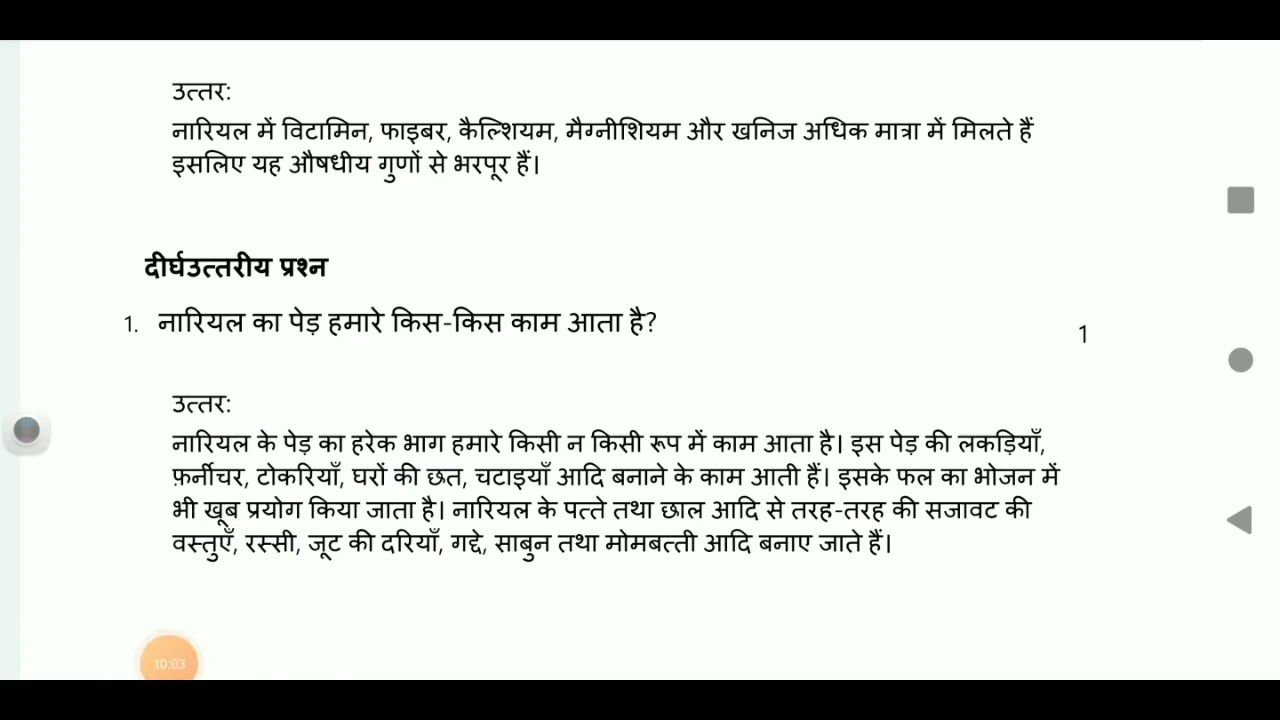 उत्तर:
नारियल में विटामिन, फाइबर, कैल्शियम, मैग्नीशियम और खनिज अधिक मात्रा में मिलते हैं
इसलिए यह औषधीय गुणों से भरपूर हैं।
दीर्घउत्तरीय प्रश्न
1. नारियल का पेड़ हमारे किस-किस काम आता है?
1
उत्तर:
नारियल के पेड़ का हरेक भाग हमारे किसी न किसी रूप में काम आता है। इस पेड़ की लकड़ियाँ,
फ़र्नीचर, टोकरियाँ, घरों की छत, चटाइयाँ आदि बनाने के काम आती हैं। इसके फल का भोजन में
भी खूब प्रयोग किया जाता है। नारियल के पत्ते तथा छाल आदि से तरह-तरह की सजावट की
वस्तुएँ, रस्सी, जूट की दरियाँ, गद्दे, साबुन तथा मोमबत्ती आदि बनाए जाते हैं।
10:03